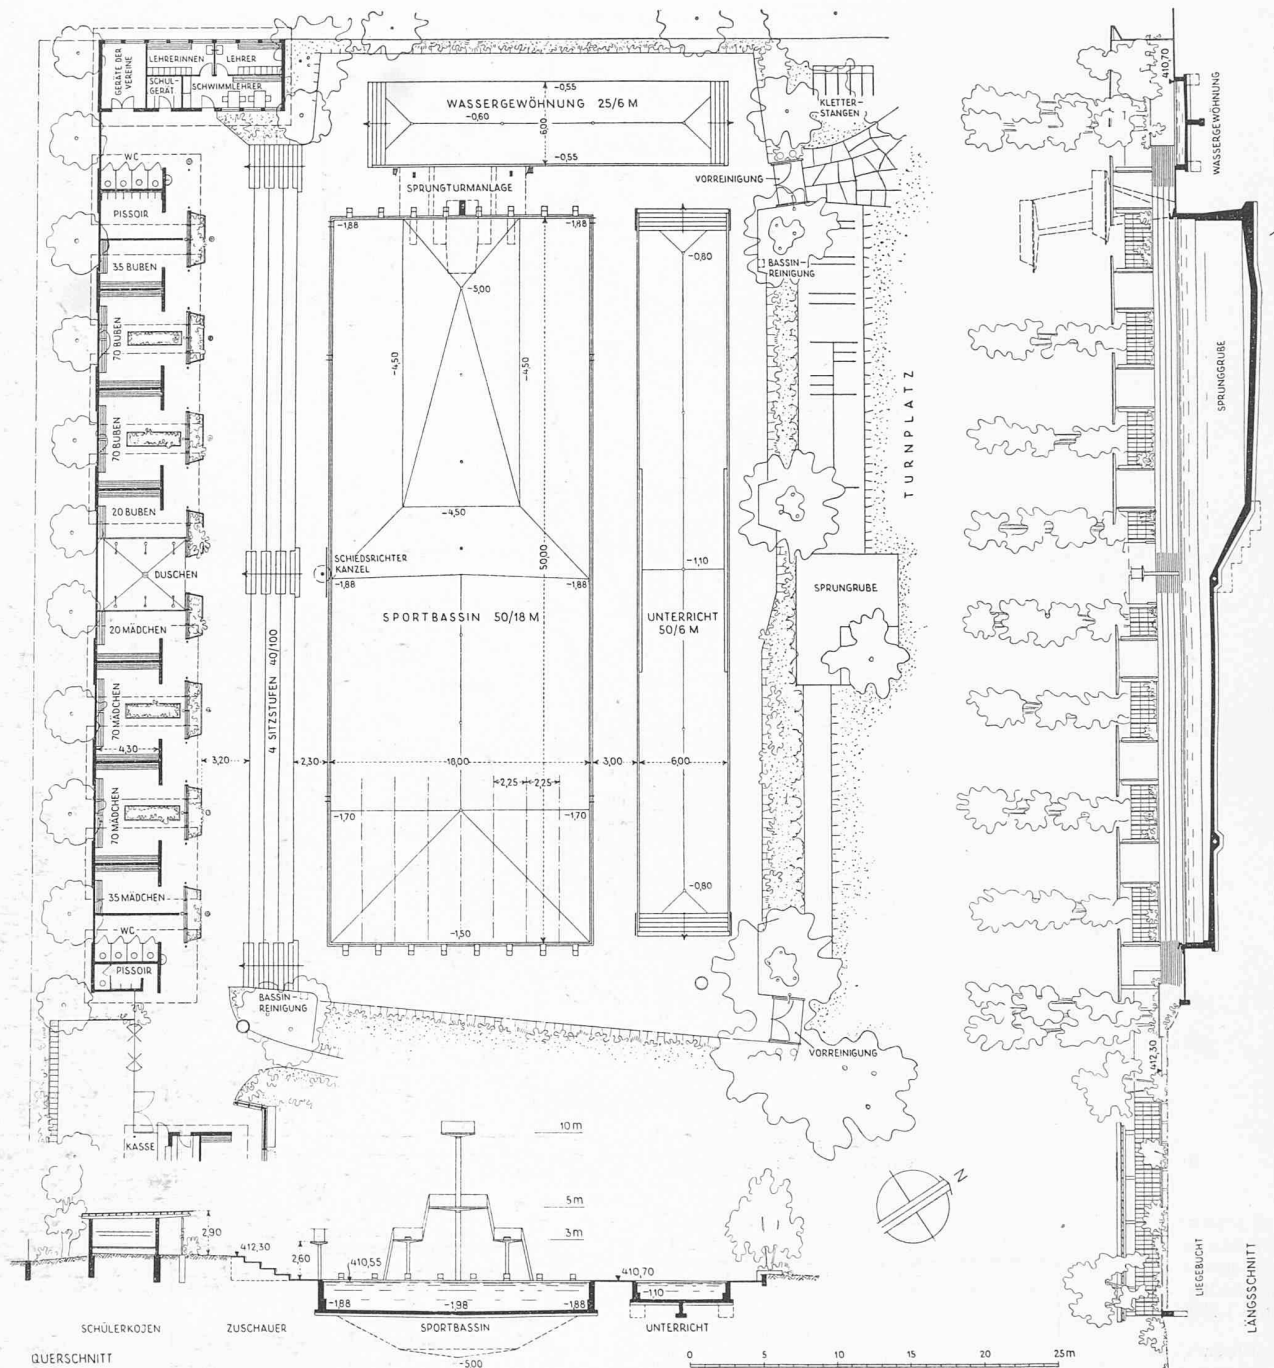 GERÄTE DER
VEREINE
LEHRERINNEN
LEHRER
SCHUL-
GERÄT
SCHWIMMLEHRER
WASSERGEWÖHNUNG 25/6 M
-0,55
-0,60
6,00
-0,55
KLETTER-
STANGEN
VORREINIGUNG
410,70
WASSERGEWÖHNUNG
WC
PISSOIR
SPRUNGTURMANLAGE
-1,88
-1,88
35 BUBEN
-5,00
-0,80
BASSIN-
REINIGUNG
70 BUBEN
-4,50
-4,50
50,00
TURNPLATZ
SPRUNGGRUBE
70 BUBEN
20 BUBEN
-4,50
DUSCHEN
SCHIEDSRICHTER
KANZEL
-1,88
-1,88
-1,10
SPRUNGRUBE
SPORTBASSIN 50/18 M
UNTERRICHT
50/6 M
20 MÄDCHEN
4 SITZSTUFEN 40/100
70 MÄDCHEN
4,30
3,20
2,30
18,00
3,00
6,00
2,25
2,25
70 MÄDCHEN
-1,70
-1,70
-0,80
35 MÄDCHEN
WC
-1,50
PISSOIR
BASSIN-
REINIGUNG
VORREINIGUNG
412,30
KASSE
10 m
5 m
3 m
N
2,90
412,30
2,60
410,55
410,70
-1,88
-1,98
-1,88
-1,10
SCHÜLERKOJEN
ZUSCHAUER
SPORTBASSIN
UNTERRICHT
LIEGEBUCHT
LÄNGSSCHNITT
QUERSCHNITT
-5,00
0 5 10 15 20 25 m